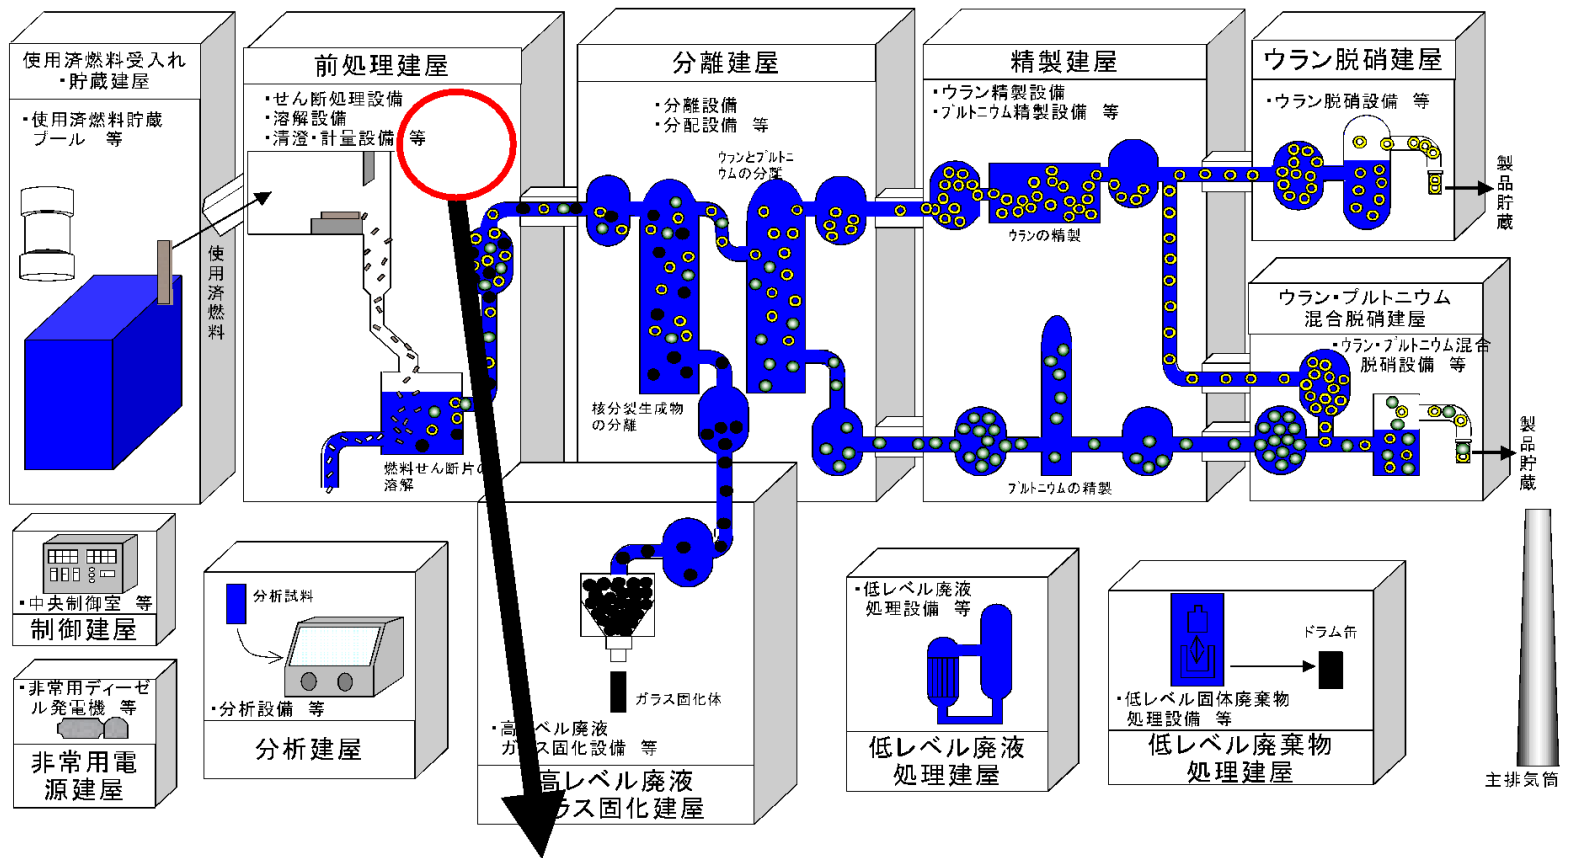 使用済燃料受入れ
・貯蔵建屋
・使用済燃料貯蔵
プール 等
使用済燃料
前処理建屋
・せん断処理設備
・溶解設備
・清澄・計量設備 等
燃料せん断片の
溶解
分離建屋
・分離設備
・分配設備 等
ウランとプルトニ
ウムの分離
核分裂生成物
の分離
精製建屋
・ウラン精製設備
・プルトニウム精製設備 等
ウランの精製
プルトニウムの精製
ウラン脱硝建屋
・ウラン脱硝設備 等
製品貯蔵
ウラン・プルトニウム
混合脱硝建屋
・ウラン・プルトニウム混合
脱硝設備 等
製品貯蔵
・中央制御室 等
制御建屋
・非常用ディーゼ
ル発電機 等
非常用電
源建屋
分析試料
・分析設備 等
分析建屋
ガラス固化体
・高レベル廃液
ガラス固化設備 等
高レベル廃液
ラス固化建屋
・低レベル廃液
処理設備 等
低レベル廃液
処理建屋
ドラム缶
・低レベル固体廃棄物
処理設備 等
低レベル廃棄物
処理建屋
主排気筒